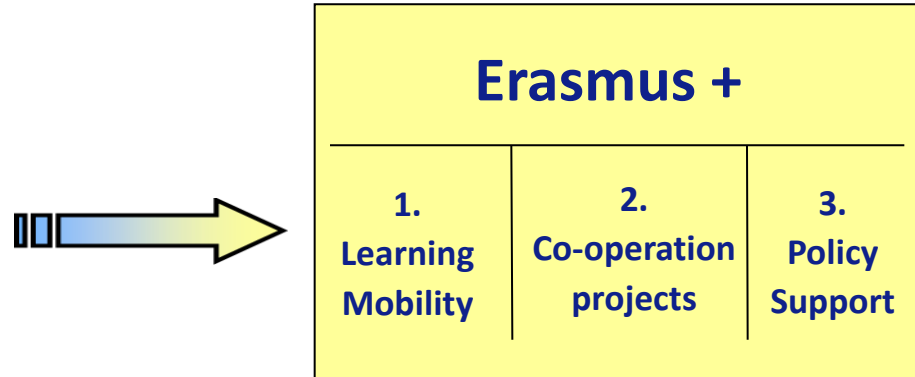 Erasmus +
1.
Learning
Mobility
2.
Co-operation
projects
3.
Policy
Support